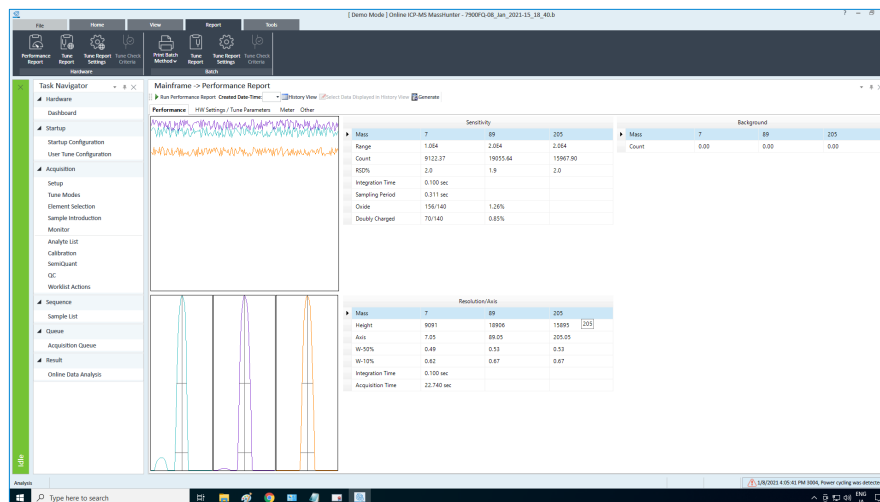 [ Demo Mode ] Online ICP-MS MassHunter - 7900FQ-08_Jan_2021-15_18_40.b
File Home View Report Tools
Performance Report
Tune Report
Tune Report Settings
Tune Check Criteria
Print Batch Method
Tune Report
Tune Report Settings
Tune Check Criteria
Hardware
Batch
Task Navigator
Hardware
Dashboard
Startup
Startup Configuration
User Tune Configuration
Acquisition
Setup
Tune Modes
Element Selection
Sample Introduction
Monitor
Analyte List
Calibration
SemiQuant
QC
Worklist Actions
Sequence
Sample List
Queue
Acquisition Queue
Result
Online Data Analysis
Idle
Mainframe -> Performance Report
Run Performance Report Created Date-Time: History View Select Data Displayed in History View Generate
Performance HW Settings / Tune Parameters Meter Other
Sensitivity
Mass 7 89 205
Range 1.0E4 2.0E4 2.0E4
Count 9122.37 19055.64 15967.90
RSD% 2.0 1.9 2.0
Integration Time 0.100 sec
Sampling Period 0.311 sec
Oxide 156/140 1.26%
Doubly Charged 70/140 0.85%
Background
Mass 7 89 205
Count 0.00 0.00 0.00
Resolution/Axis
Mass 7 89 205
Height 9091 18906 15895
205
Axis 7.05 89.05 205.05
W-50% 0.49 0.53 0.53
W-10% 0.62 0.67 0.67
Integration Time 0.100 sec
Acquisition Time 22.740 sec
Analysis
1/8/2021 4:05:41 PM 3004, Power cycling was detecte
Type here to search
ENG